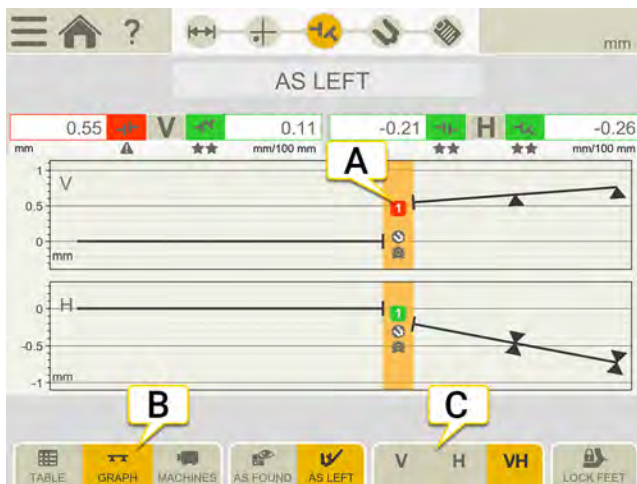 ?
mm
AS LEFT
0.55 V 0.11 -0.21 H -0.26
mm mm/100 mm mm/100 mm
A
1
V
0.5
1
0
mm
H
0
1
-0.5
-1
mm
B
C
TABLE GRAPH MACHINES AS FOUND AS LEFT V H VH LOCK FEET